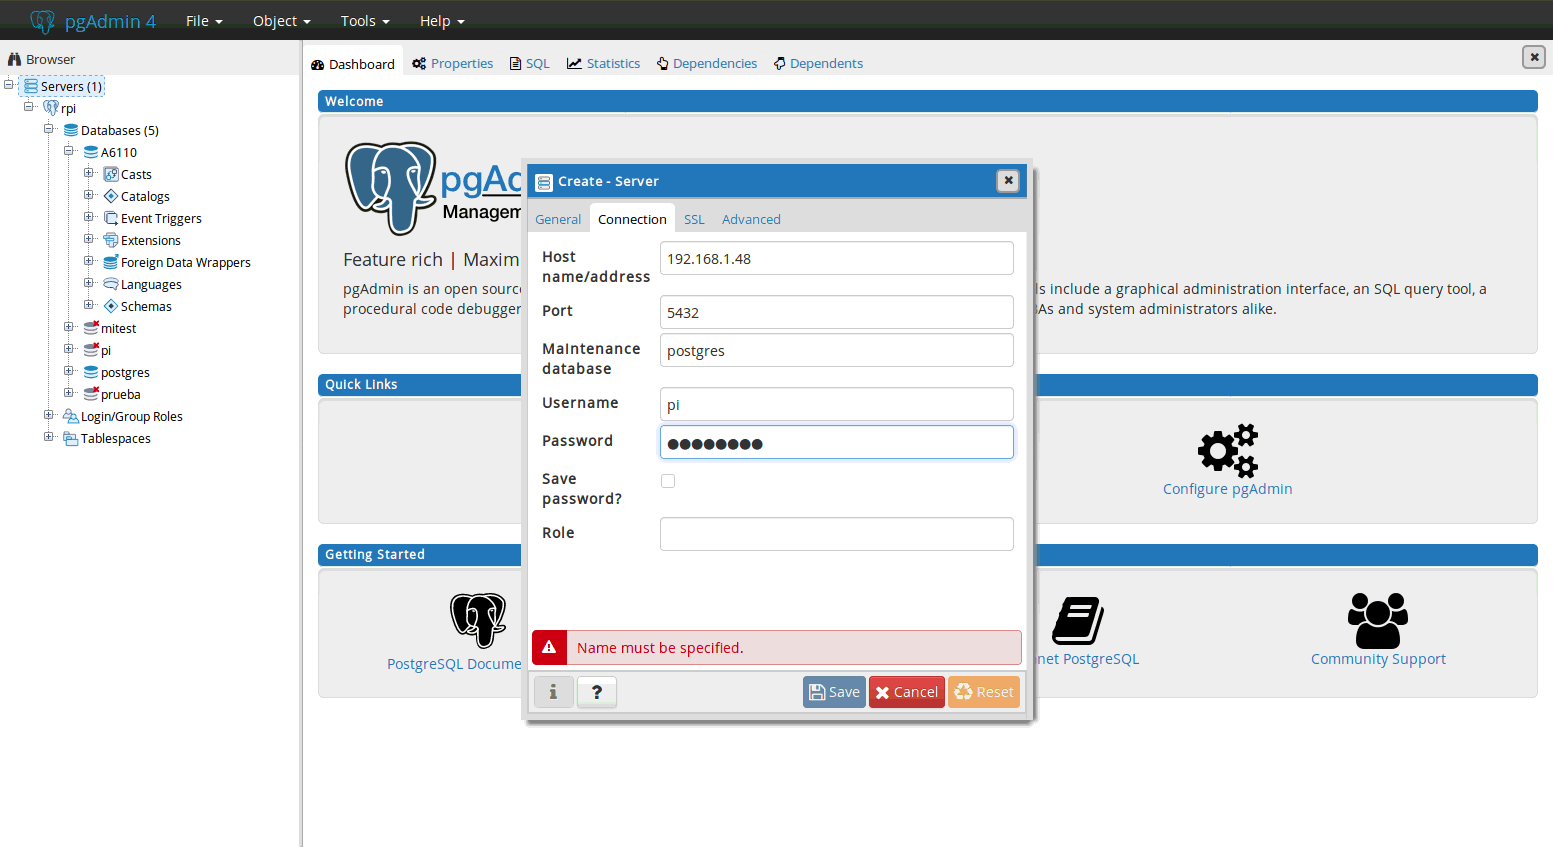 pgAdmin 4 File Object Tools Help
Browser
Servers (1)
rpi
Databases (5)
A6110
Casts
Catalogs
Event Triggers
Extensions
Foreign Data Wrappers
Languages
Schemas
mitest
pi
postgres
prueba
Login/Group Roles
Tablespaces
Dashboard Properties SQL Statistics Dependencies Dependents
Welcome
pgAd
Managem
Feature rich | Maxim
pgAdmin is an open sourc
ls include a graphical administration interface, an SQL query tool, a
procedural code debugger
BAs and system administrators alike.
Quick Links
Configure pgAdmin
Getting Started
PostgreSQL Docume
net PostgreSQL
Community Support
Create - Server
General Connection SSL Advanced
Host
name/address
192.168.1.48
Port
5432
Maintenance
database
postgres
Username
pi
Password
●●●●●●●●
Save
password?
Role
Name must be specified.
i ? Save Cancel Reset